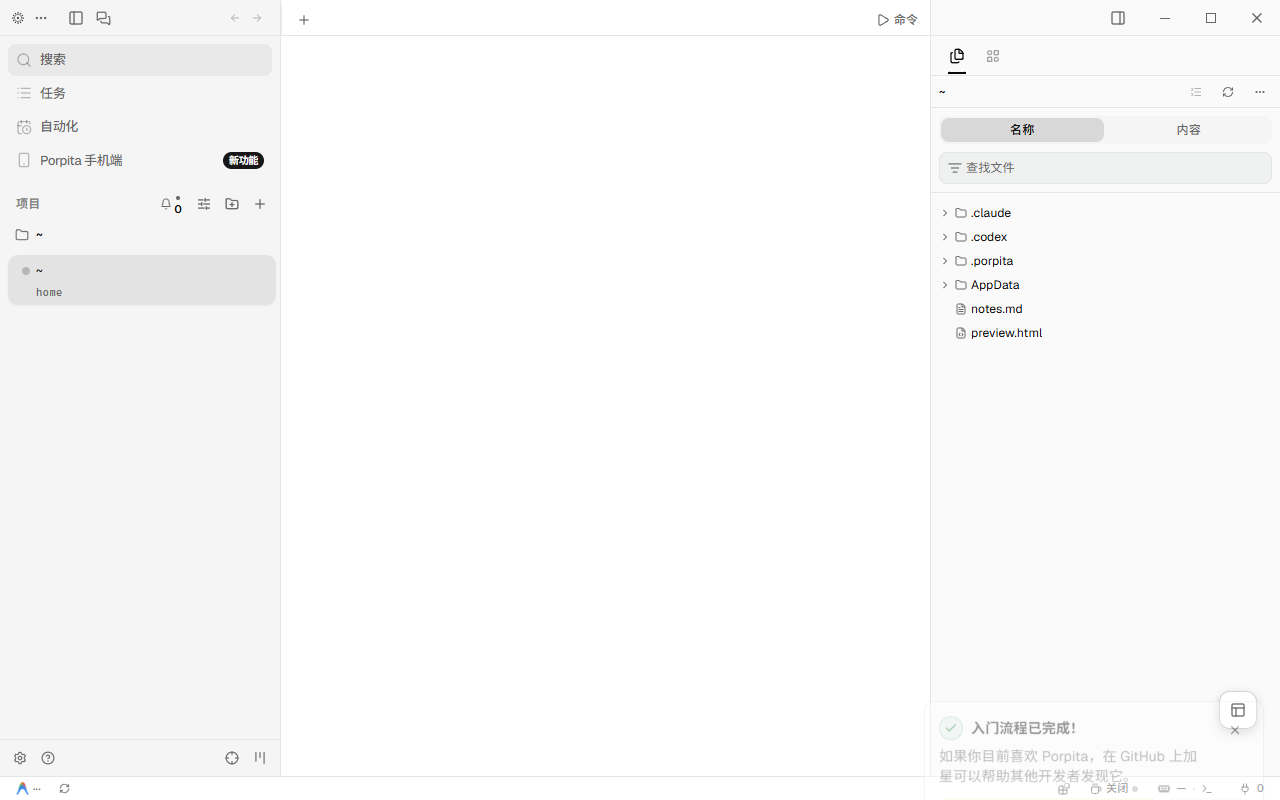 命令
搜索
任务
自动化
Porpita 手机端
新功能
项目
0
~
~
home
~
名称
内容
查找文件
.claude
.codex
.porpita
AppData
notes.md
preview.html
入门流程已完成!
如果你目前喜欢 Porpita，在 GitHub 上加
星可以帮助其他开发者发现它。
关闭
0